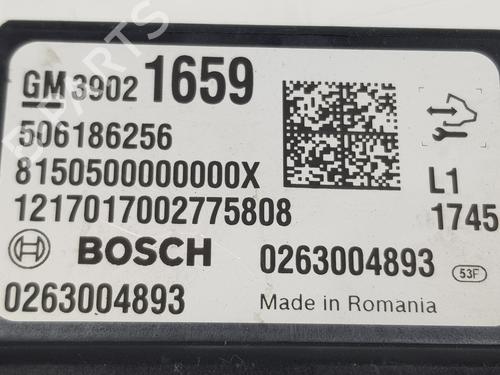 GM 3902 1659
506186256
8150500000000X
1217017002775808
L1
1745
BOSCH 0263004893 53F
0263004893 Made in Romania